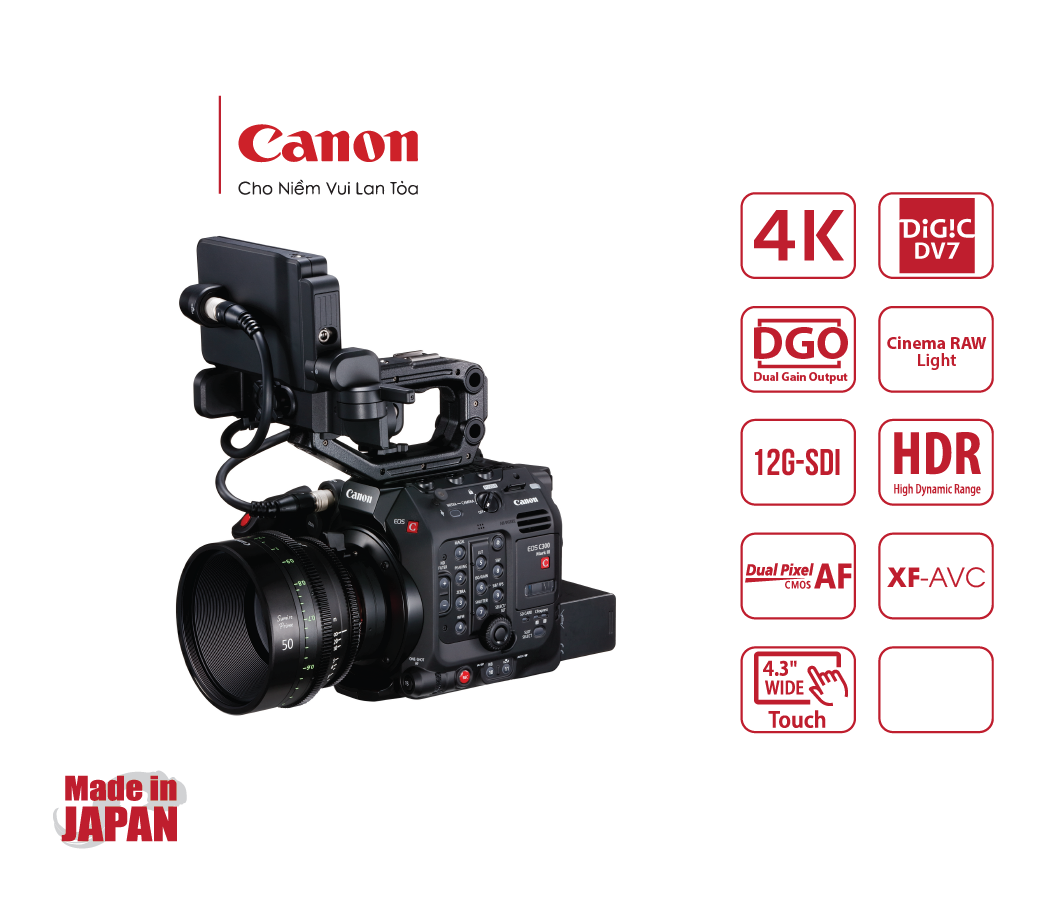 Canon
Cho Niềm Vui Lan Tỏa
4K
DiG!C
DV7
DGO
Dual Gain Output
Cinema RAW
Light
12G-SDI
HDR
High Dynamic Range
Dual Pixel
CMOS AF
XF-AVC
4.3"
WIDE
Touch
Canon
Canon
EOS C
EOS C300
Mark III
C
50
REC
Made in
JAPAN